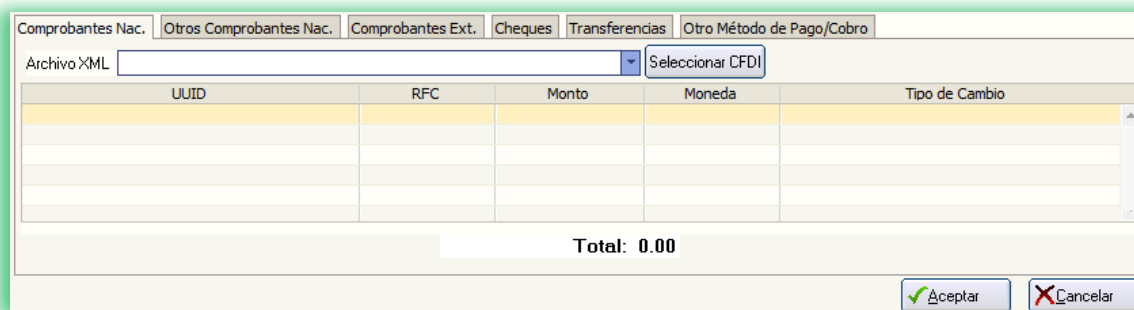 Comprobantes Nac. Otros Comprobantes Nac. Comprobantes Ext. Cheques Transferencias Otro Método de Pago/Cobro
Archivo XML Seleccionar CFDI
UUID RFC Monto Moneda Tipo de Cambio
Total: 0.00
Aceptar Cancelar